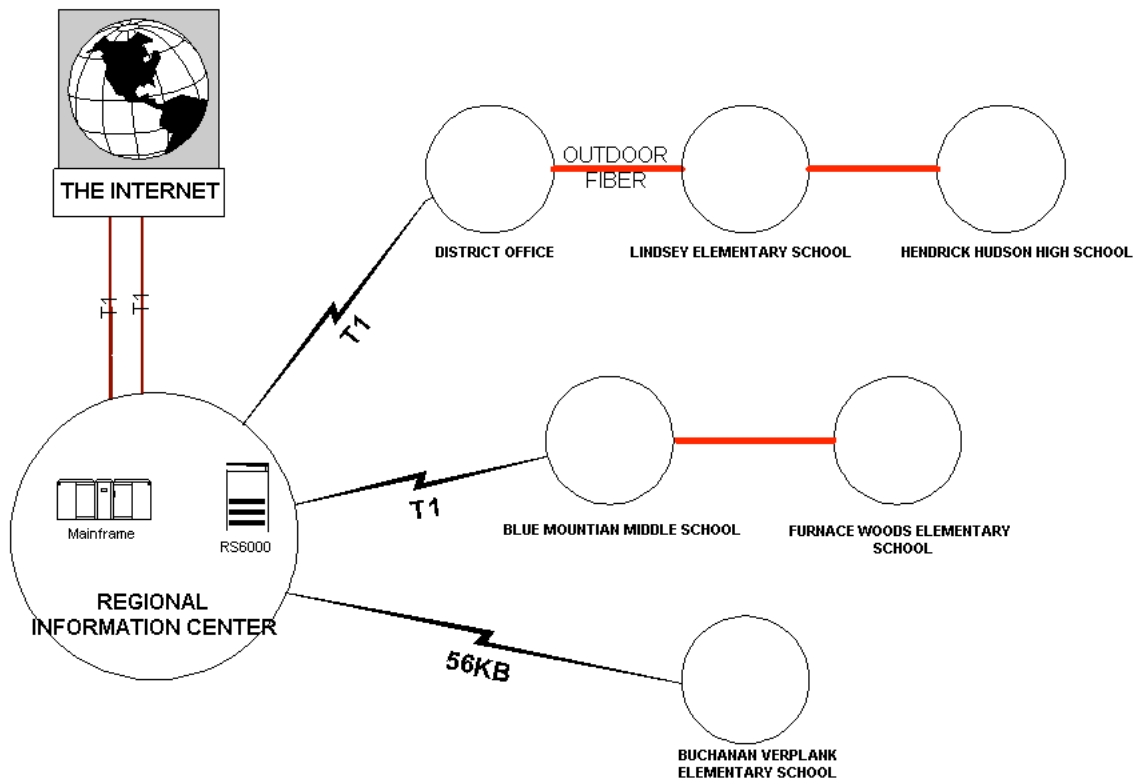 THE INTERNET
OUTDOOR
FIBER
DISTRICT OFFICE
LINDSEY ELEMENTARY SCHOOL
HENDRICK HUDSON HIGH SCHOOL
T1
T1
T1
T1
BLUE MOUNTIAN MIDDLE SCHOOL
FURNACE WOODS ELEMENTARY
SCHOOL
Mainframe
RS6000
REGIONAL
INFORMATION CENTER
56KB
BUCHANAN VERPLANK
ELEMENTARY SCHOOL